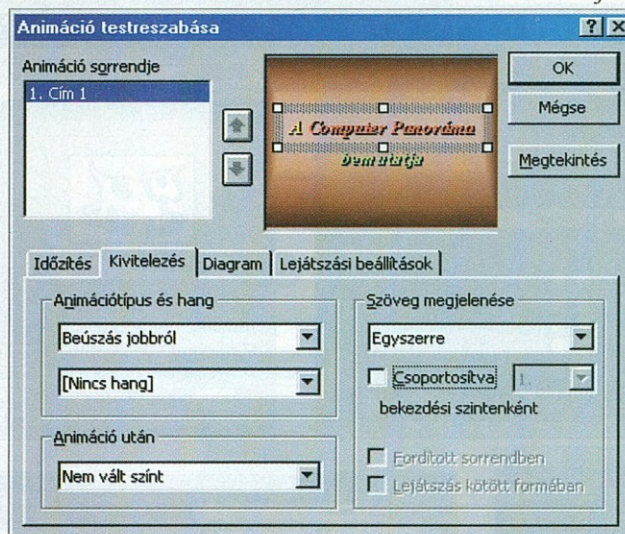 Animáció testreszabása
Animáció sorrendje
1. Cím 1
A Computer Panoráma
bemutatja
OK
Mégse
Megtekintés
Időzítés Kivitelezés Diagram Lejátszási beállítások
Animációtípus és hang
Beúszás jobbról
[Nincs hang]
Animáció után
Nem vált színt
Szöveg megjelenése
Egyszerre
Csoportosítva 1.
bekezdési szintenként
Fordított sorrendben
Lejátszás kötött formában